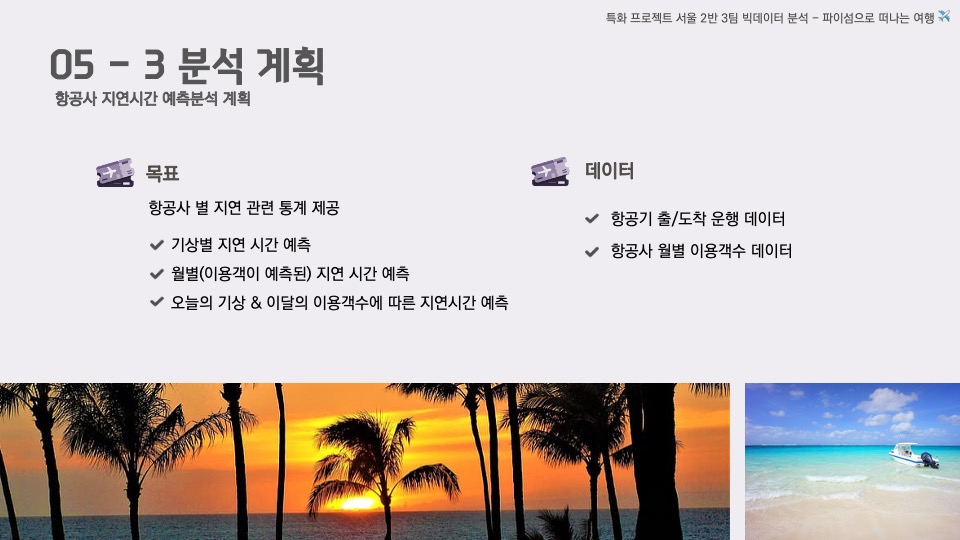 특화 프로젝트 서울 2반 3팀 빅데이터 분석 - 파이썸으로 떠나는 여행
05 - 3 분석 계획
항공사 지연시간 예측분석 계획
목표
항공사 별 지연 관련 통계 제공
기상별 지연 시간 예측
월별(이용객이 예측된) 지연 시간 예측
오늘의 기상 & 이달의 이용객수에 따른 지연시간 예측
데이터
항공기 출/도착 운행 데이터
항공사 월별 이용객수 데이터